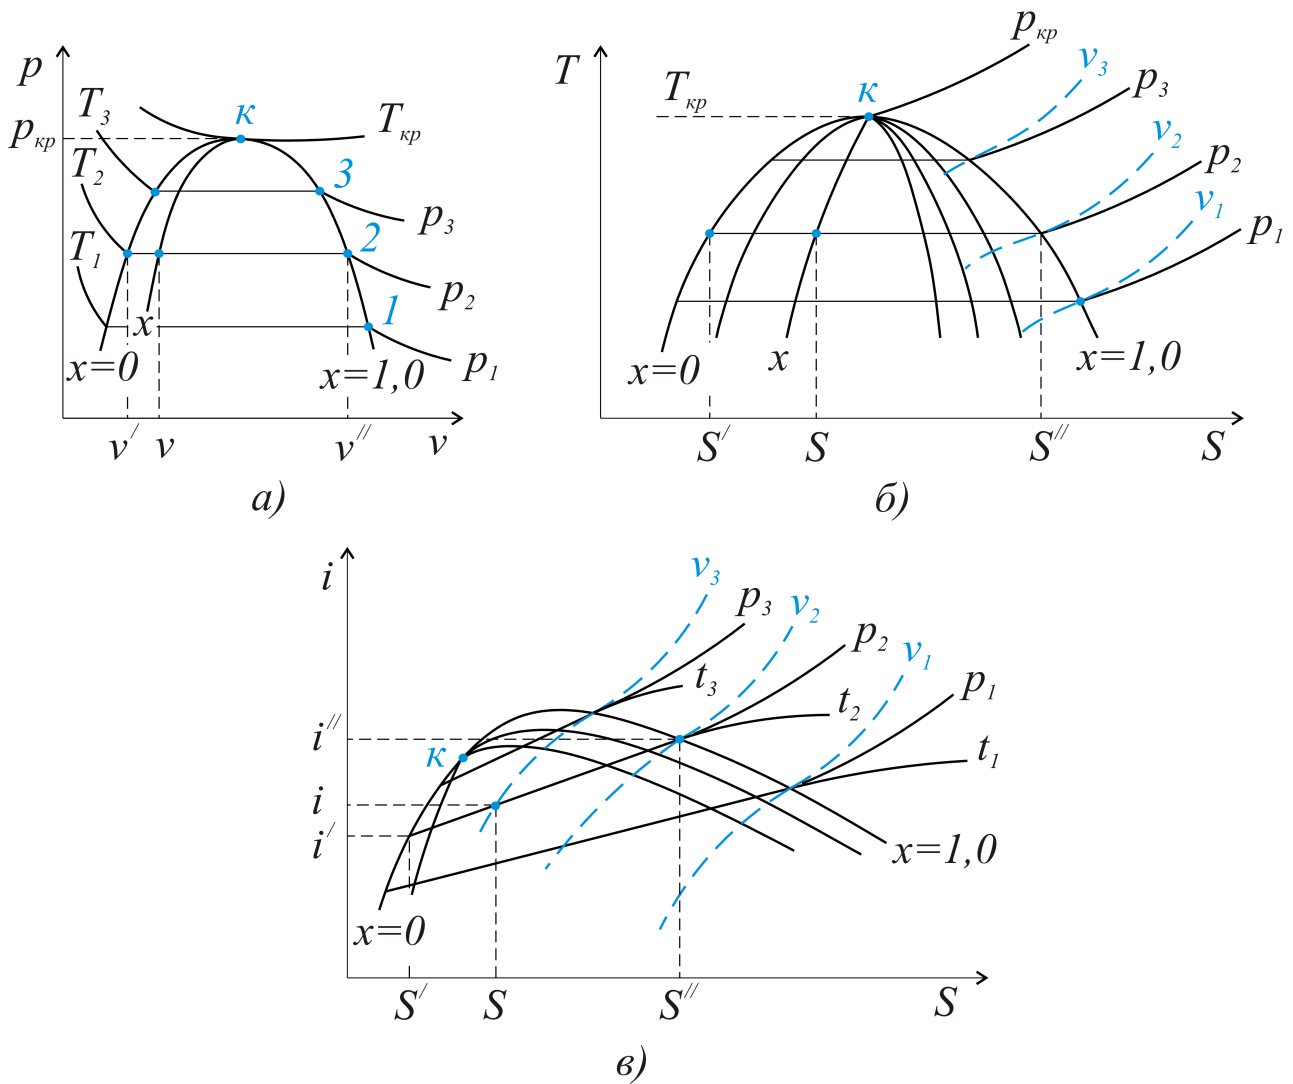 p
T₃
к
Tкр
pкр
T₂
3
p₃
T₁
2
p₂
x
1
x=0
x=1,0
p₁
v′ v v″ v
а)
pкр
T
Tкр
к
v₃
p₃
v₂
p₂
v₁
p₁
x=0
x
x=1,0
S′ S S″ S
б)
i
v₃
p₃
v₂
p₂
v₁
t₃
p₁
t₂
i″
к
t₁
i
i′
x=1,0
x=0
S′ S S″ S
в)